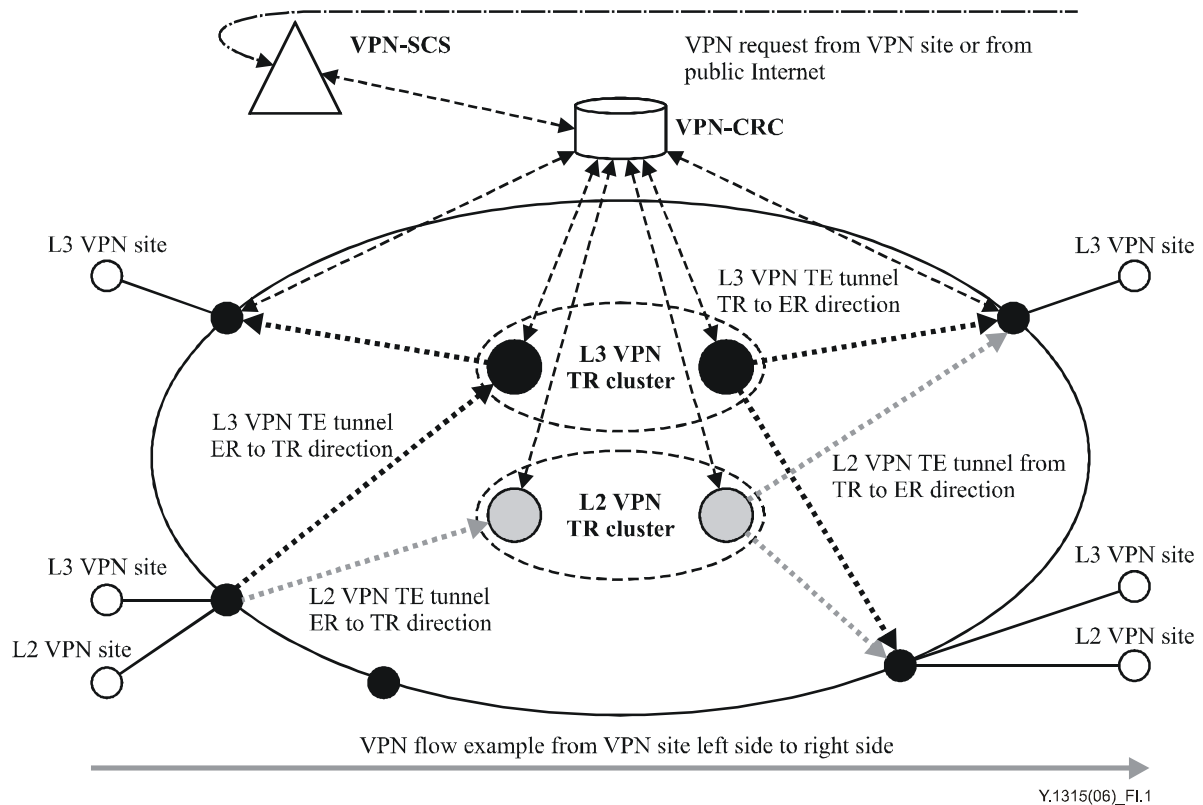 VPN-SCS
VPN request from VPN site or from
public Internet
VPN-CRC
L3 VPN site
L3 VPN site
L3 VPN TE tunnel
TR to ER direction
L3 VPN
TR cluster
L3 VPN TE tunnel
ER to TR direction
L2 VPN TE tunnel from
TR to ER direction
L2 VPN
TR cluster
L3 VPN site
L3 VPN site
L2 VPN TE tunnel
ER to TR direction
L2 VPN site
L2 VPN site
VPN flow example from VPN site left side to right side
Y.1315(06)_FI.1